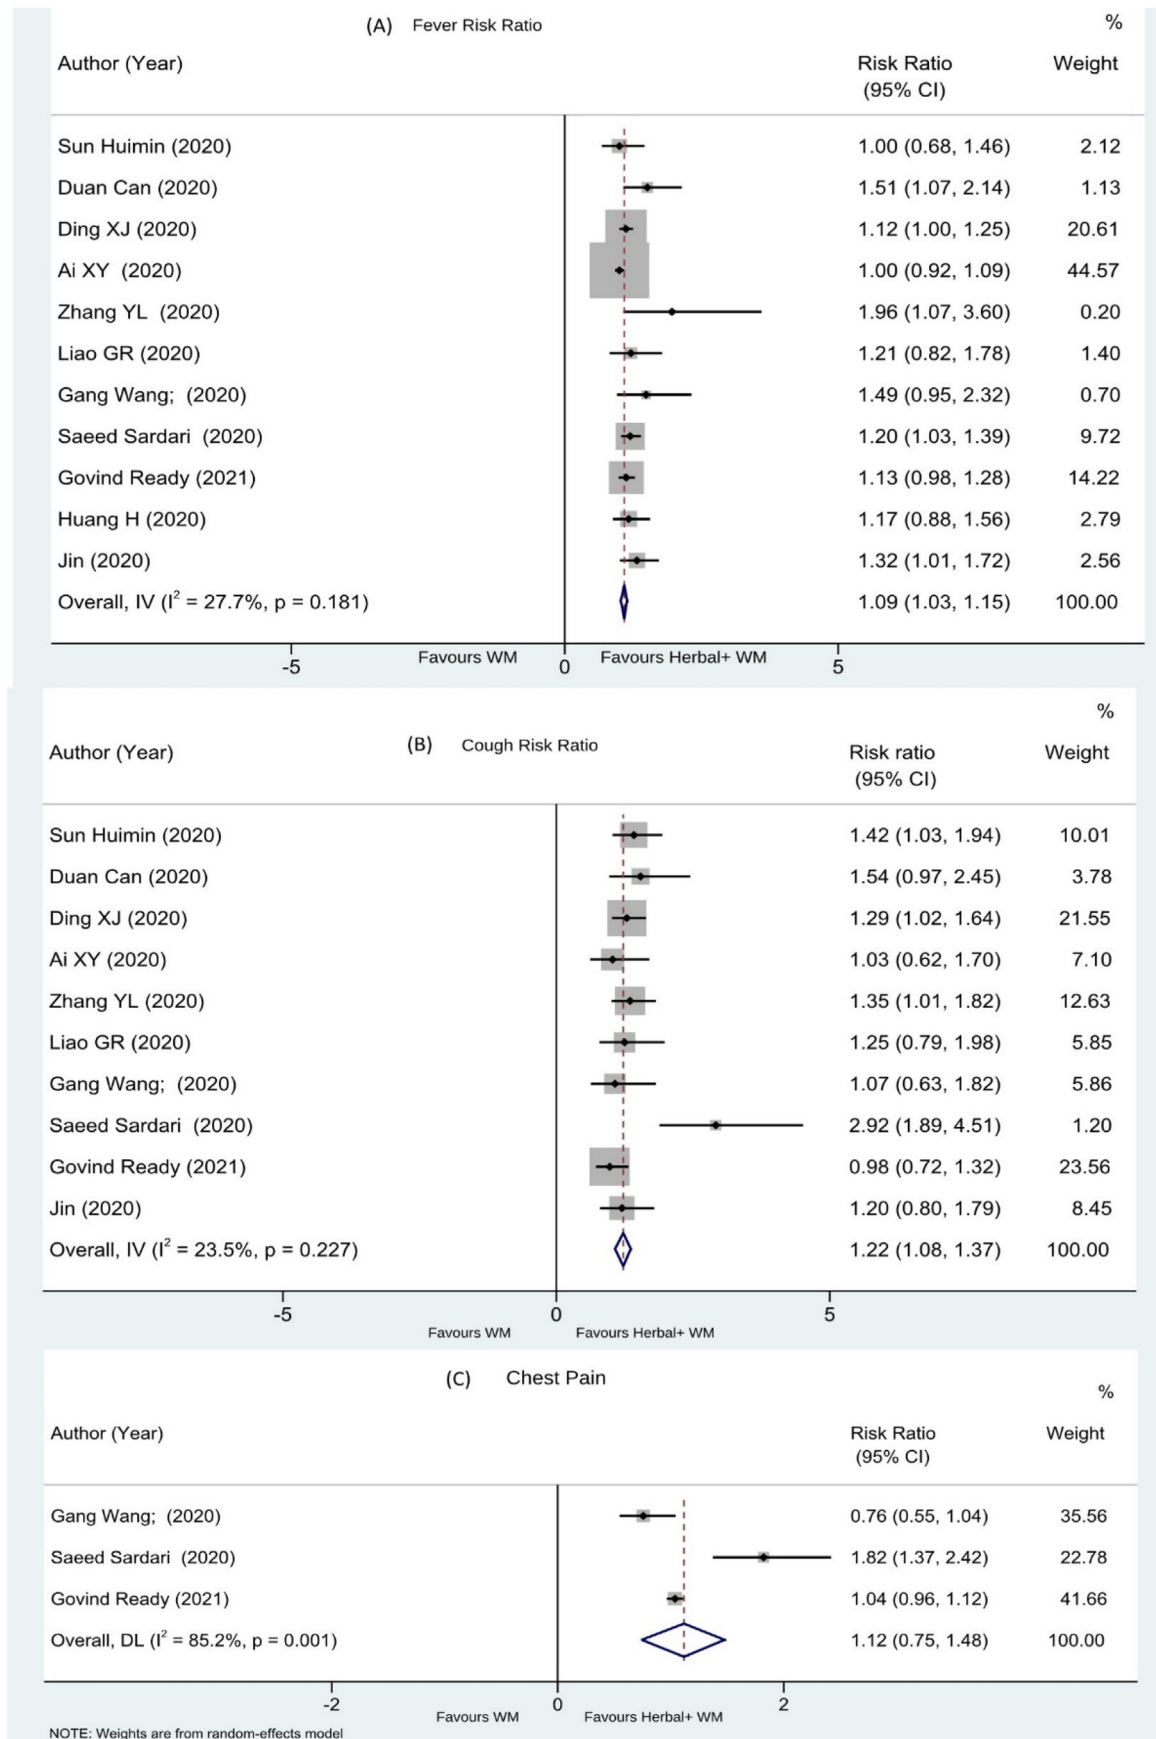 (A) Fever Risk Ratio
%
Author (Year) Risk Ratio Weight
(95% CI)
Sun Huimin (2020) 1.00 (0.68, 1.46) 2.12
Duan Can (2020) 1.51 (1.07, 2.14) 1.13
Ding XJ (2020) 1.12 (1.00, 1.25) 20.61
Ai XY (2020) 1.00 (0.92, 1.09) 44.57
Zhang YL (2020) 1.96 (1.07, 3.60) 0.20
Liao GR (2020) 1.21 (0.82, 1.78) 1.40
Gang Wang; (2020) 1.49 (0.95, 2.32) 0.70
Saeed Sardari (2020) 1.20 (1.03, 1.39) 9.72
Govind Ready (2021) 1.13 (0.98, 1.28) 14.22
Huang H (2020) 1.17 (0.88, 1.56) 2.79
Jin (2020) 1.32 (1.01, 1.72) 2.56
Overall, IV (I² = 27.7%, p = 0.181) 1.09 (1.03, 1.15) 100.00
Favours WM Favours Herbal+ WM
-5 0 5
%
(B) Cough Risk Ratio
Author (Year) Risk ratio Weight
(95% CI)
Sun Huimin (2020) 1.42 (1.03, 1.94) 10.01
Duan Can (2020) 1.54 (0.97, 2.45) 3.78
Ding XJ (2020) 1.29 (1.02, 1.64) 21.55
Ai XY (2020) 1.03 (0.62, 1.70) 7.10
Zhang YL (2020) 1.35 (1.01, 1.82) 12.63
Liao GR (2020) 1.25 (0.79, 1.98) 5.85
Gang Wang; (2020) 1.07 (0.63, 1.82) 5.86
Saeed Sardari (2020) 2.92 (1.89, 4.51) 1.20
Govind Ready (2021) 0.98 (0.72, 1.32) 23.56
Jin (2020) 1.20 (0.80, 1.79) 8.45
Overall, IV (I² = 23.5%, p = 0.227) 1.22 (1.08, 1.37) 100.00
-5 0 5
Favours WM Favours Herbal+ WM
(C) Chest Pain
%
Author (Year) Risk Ratio Weight
(95% CI)
Gang Wang; (2020) 0.76 (0.55, 1.04) 35.56
Saeed Sardari (2020) 1.82 (1.37, 2.42) 22.78
Govind Ready (2021) 1.04 (0.96, 1.12) 41.66
Overall, DL (I² = 85.2%, p = 0.001) 1.12 (0.75, 1.48) 100.00
-2 0 2
Favours WM Favours Herbal+ WM
NOTE: Weights are from random-effects model